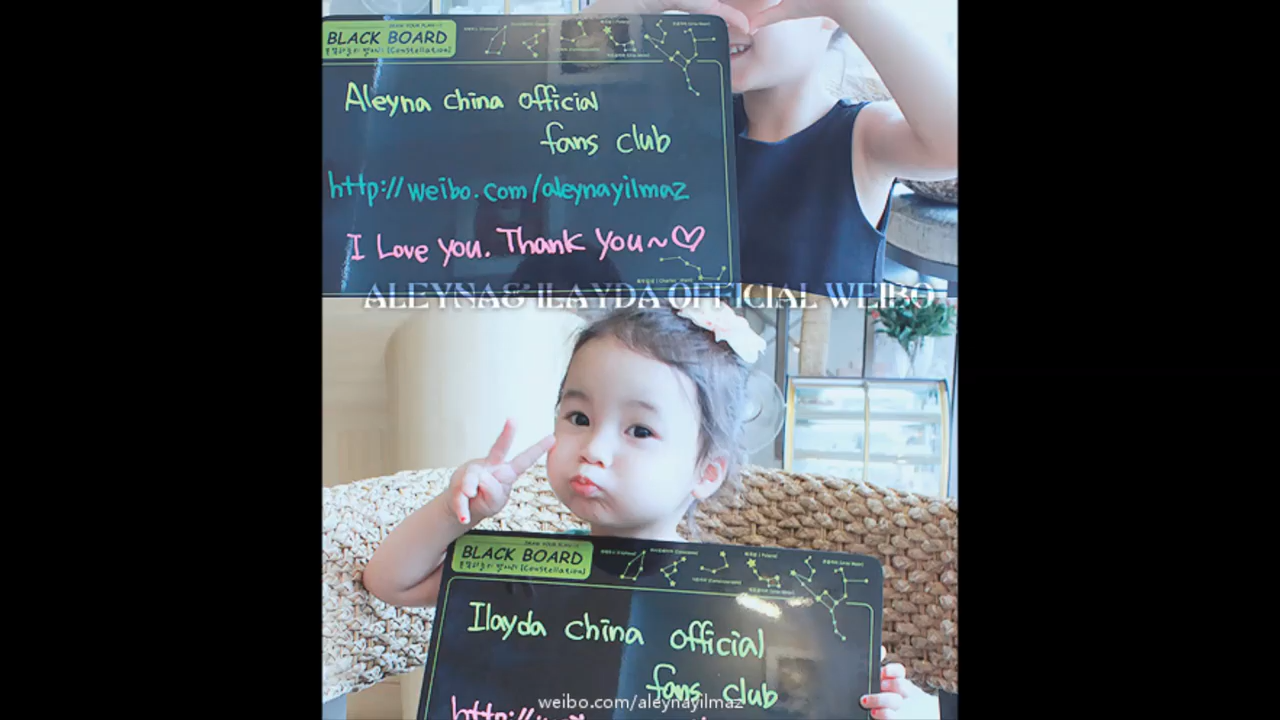 BLACK BOARD
Aleyna china official
fans club
http://weibo.com/aleynayilmaz
I Love you. Thank You~♡
ALEYNA& ILAYDA OFFICIAL WEIBO
BLACK BOARD
Ilayda china official
fans club
weibo.com/aleynayilmaz